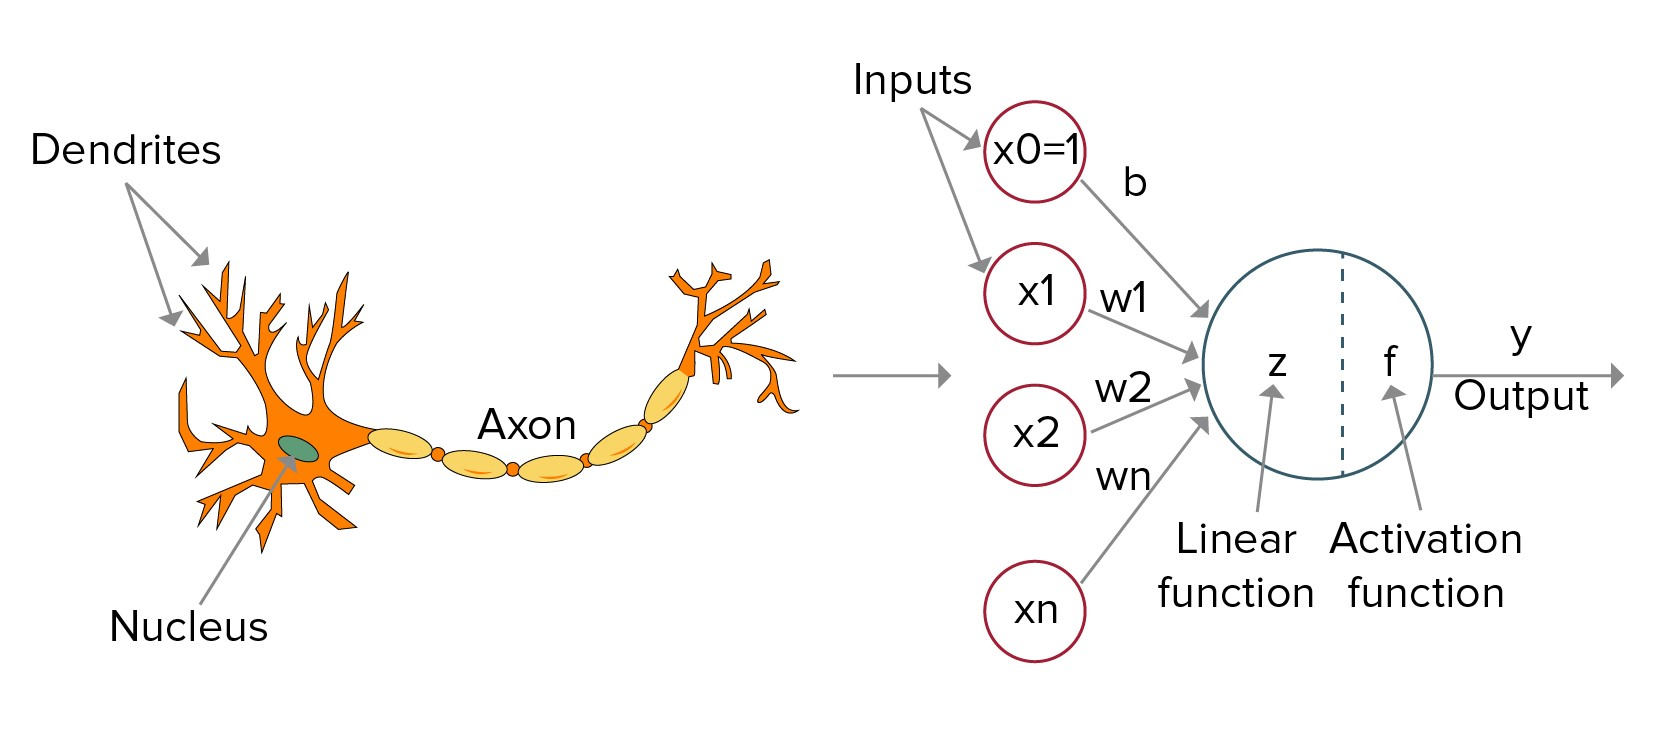 Dendrites
Axon
Nucleus
Inputs
x0=1
b
x1
w1
x2
w2
xn
wn
z
f
y
Output
Linear
function
Activation
function